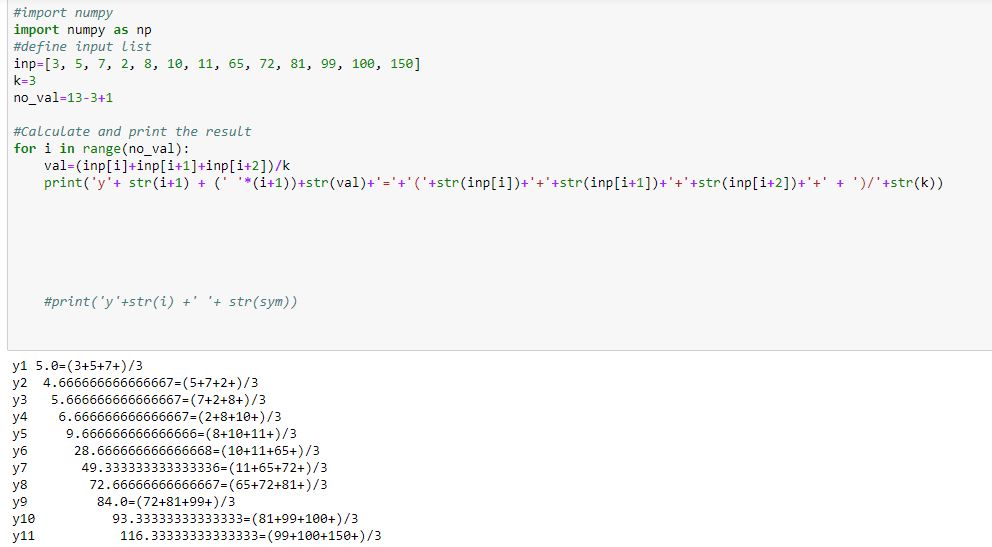 #import numpy
import numpy as np
#define input list
inp=[3, 5, 7, 2, 8, 10, 11, 65, 72, 81, 99, 100, 150]
k=3
no_val=13-3+1
#Calculate and print the result
for i in range(no_val):
    val=(inp[i]+inp[i+1]+inp[i+2])/k
    print('y'+ str(i+1) + (' '*(i+1))+str(val)+'='+'('+str(inp[i])+'+'+str(inp[i+1])+'+'+str(inp[i+2])+'+' + ')/'+str(k))
    #print('y'+str(i) +' '+ str(sym))
y1 5.0=(3+5+7+)/3
y2  4.666666666666667=(5+7+2+)/3
y3   5.666666666666667=(7+2+8+)/3
y4    6.666666666666667=(2+8+10+)/3
y5     9.666666666666666=(8+10+11+)/3
y6      28.666666666666668=(10+11+65+)/3
y7       49.333333333333336=(11+65+72+)/3
y8        72.66666666666667=(65+72+81+)/3
y9         84.0=(72+81+99+)/3
y10          93.33333333333333=(81+99+100+)/3
y11           116.33333333333333=(99+100+150+)/3